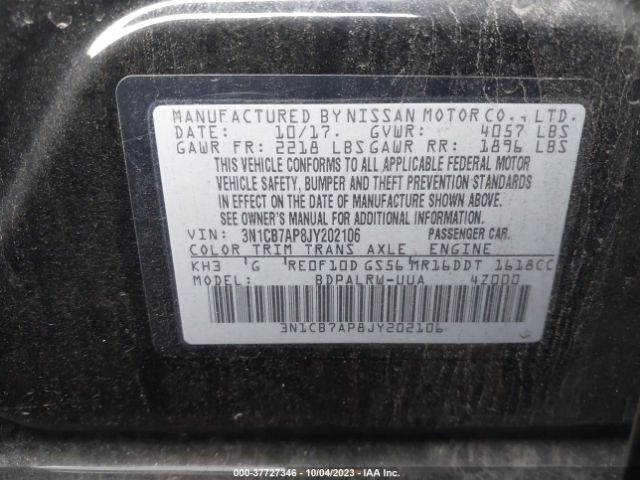 MANUFACTURED BY NISSAN MOTOR CO., LTD.
DATE: 10/17. GVWR: 4057 LBS
GAWR FR: 2218 LBS GAWR RR: 1896 LBS
THIS VEHICLE CONFORMS TO ALL APPLICABLE FEDERAL MOTOR
VEHICLE SAFETY, BUMPER AND THEFT PREVENTION STANDARDS
IN EFFECT ON THE DATE OF MANUFACTURE SHOWN ABOVE.
SEE OWNER'S MANUAL FOR ADDITIONAL INFORMATION
VIN: 3N1CB7AP8JY202106 PASSENGER CAR.
COLOR TRIM TRANS AXLE, ENGINE
KH3 G RE0F10D GS56 MR16DDT 1618CC
MODEL: BDPALRW-UUA 4Z000
3N1CB7AP8JY202106
000-37727346 | 10/04/2023 | IAA Inc.